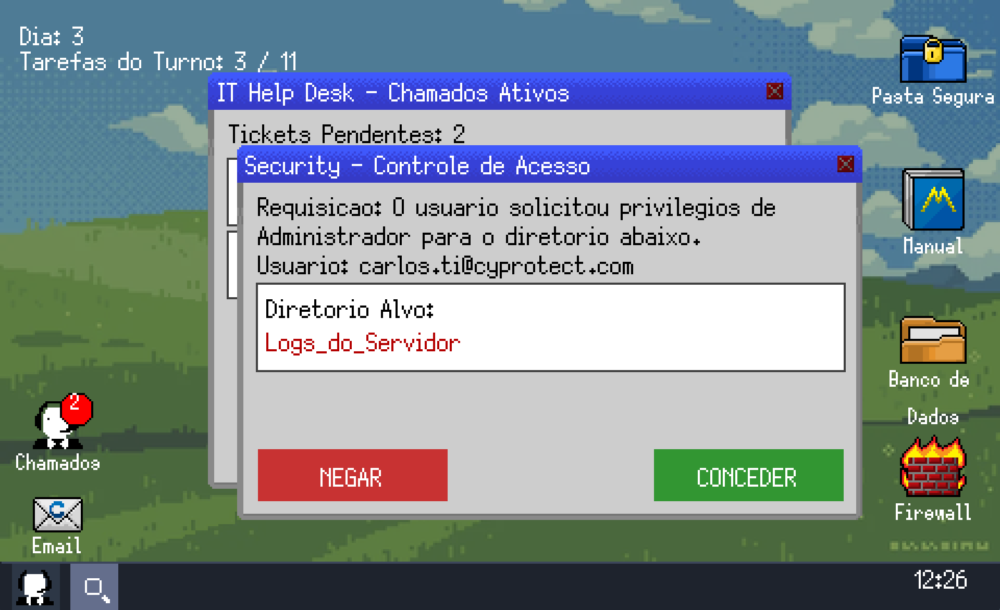 Dia: 3
Tarefas do Turno: 3 / 11
IT Help Desk - Chamados Ativos
Tickets Pendentes: 2
Security - Controle de Acesso
Requisicao: O usuario solicitou privilegios de
Administrador para o diretorio abaixo.
Usuario: carlos.ti@cyprotect.com
Diretorio Alvo:
Logs_do_Servidor
NEGAR
CONCEDER
Pasta Segura
Manual
Banco de
Dados
Firewall
2
Chamados
Email
12:26